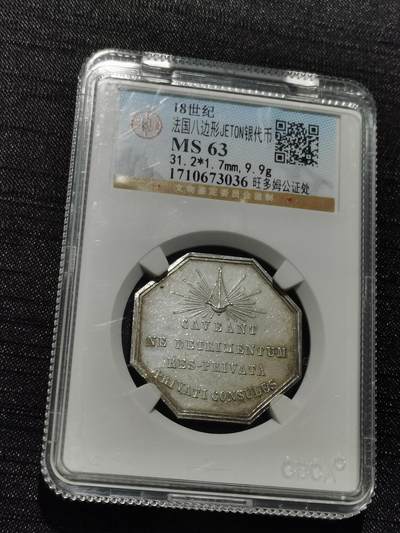 18世纪
法国八边形JETON银代币
MS 63
31.2*1.7mm,9.9g
1710673036 旺多姆公证处
CAVEANT
NE DETRIMENTUM
RES-PRIVATA
PRIVATI CONSULUS